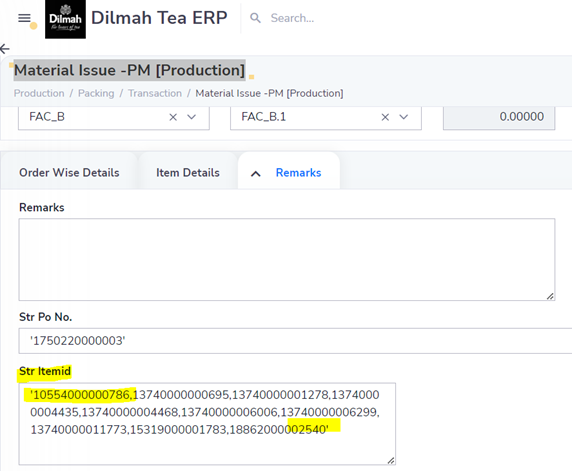 Dilmah
Dilmah Tea ERP
Search...
Material Issue -PM [Production]
Production / Packing / Transaction / Material Issue -PM [Production]
FAC_B
FAC_B.1
0.00000
Order Wise Details
Item Details
Remarks
Remarks
Str Po No.
'1750220000003'
Str Itemid
'10554000000786,13740000000695,13740000001278,1374000
0004435,13740000004468,13740000006006,13740000006299,
13740000011773,15319000001783,18862000002540'